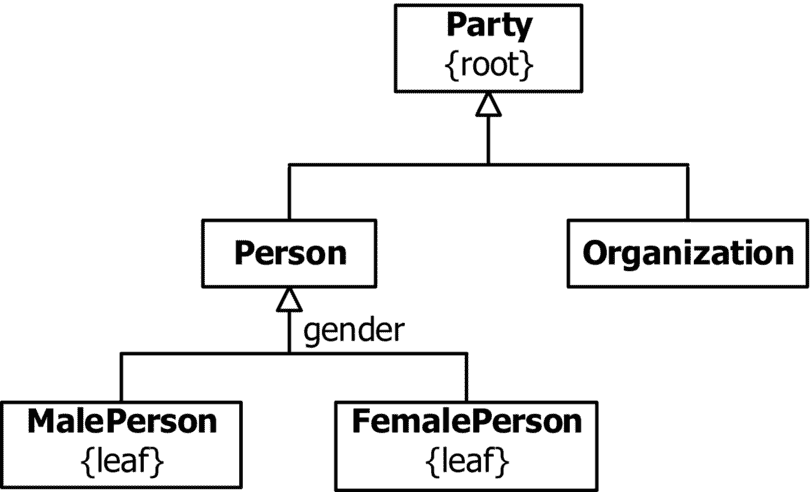 Party
{root}
Person
Organization
gender
MalePerson
{leaf}
FemalePerson
{leaf}